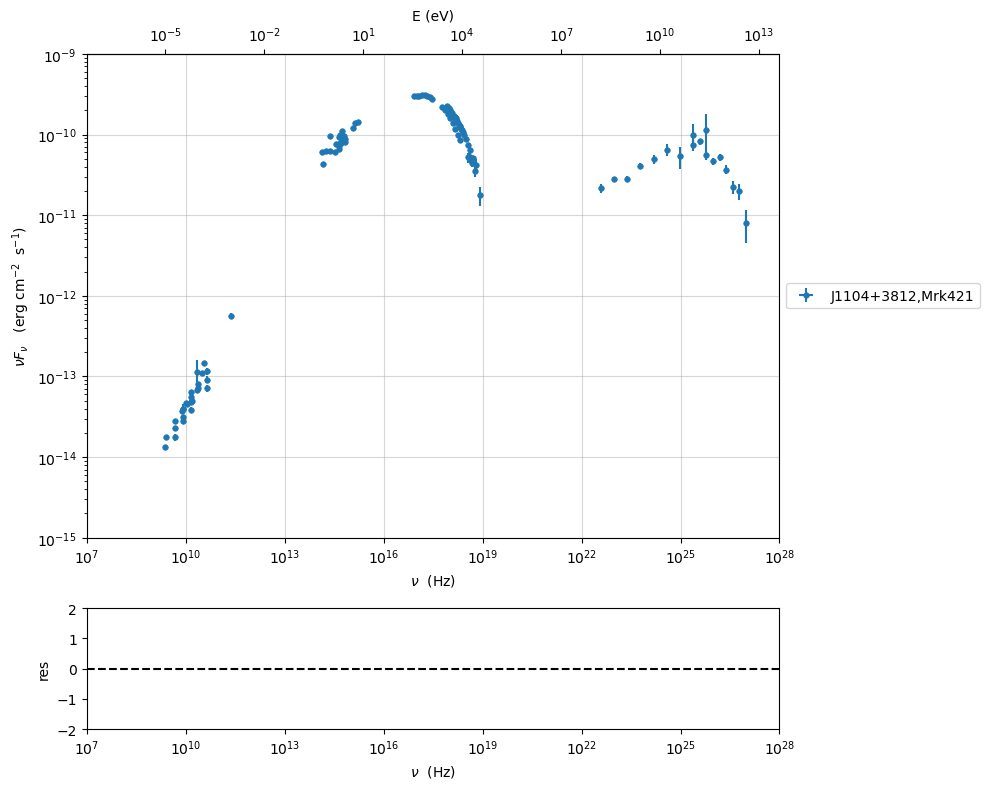 E (eV)
10⁻⁵ 10⁻² 10¹ 10⁴ 10⁷ 10¹⁰ 10¹³
10⁻⁹
10⁻¹⁰
10⁻¹¹
10⁻¹²
10⁻¹³
10⁻¹⁴
10⁻¹⁵
νF_ν (erg cm⁻² s⁻¹)
J1104+3812,Mrk421
10⁷ 10¹⁰ 10¹³ 10¹⁶ 10¹⁹ 10²² 10²⁵ 10²⁸
ν (Hz)
2
1
0
−1
−2
res
10⁷ 10¹⁰ 10¹³ 10¹⁶ 10¹⁹ 10²² 10²⁵ 10²⁸
ν (Hz)